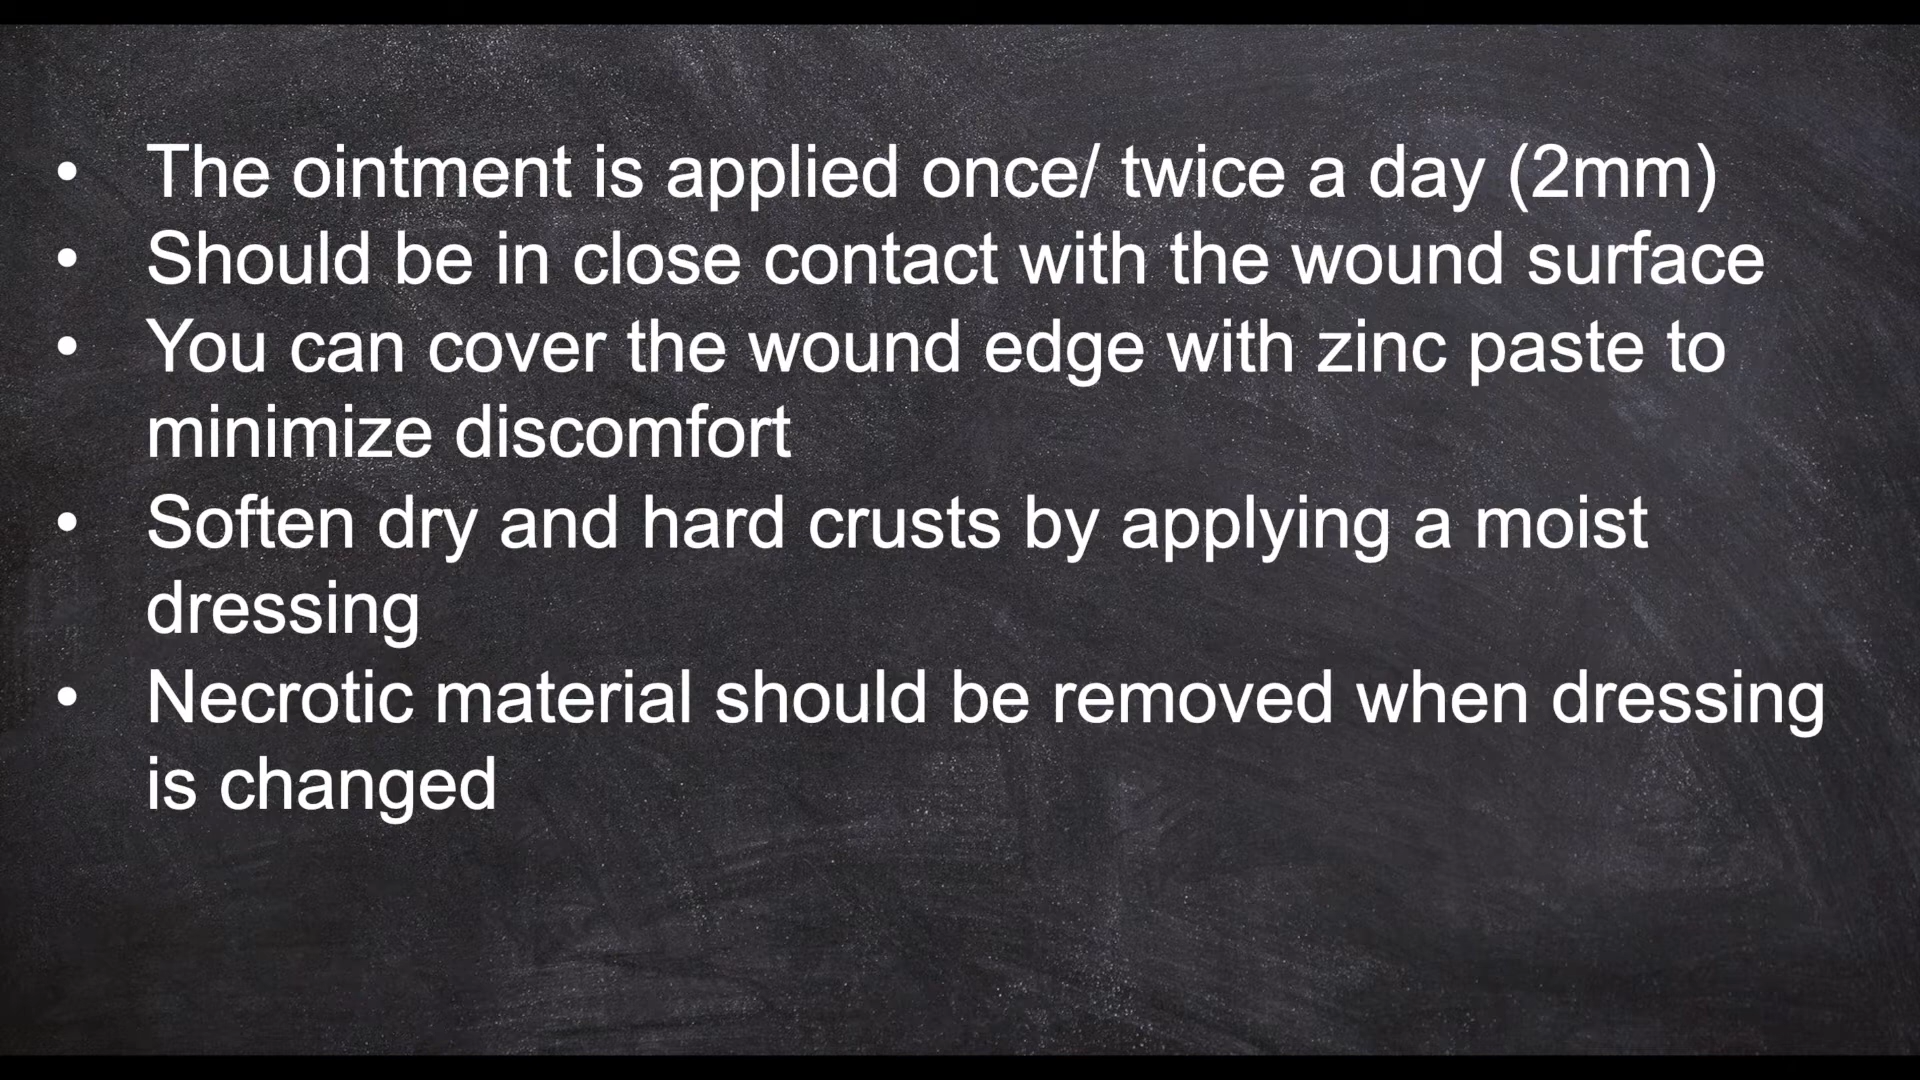 • The ointment is applied once/ twice a day (2mm)
• Should be in close contact with the wound surface
• You can cover the wound edge with zinc paste to
minimize discomfort
• Soften dry and hard crusts by applying a moist
dressing
• Necrotic material should be removed when dressing
is changed